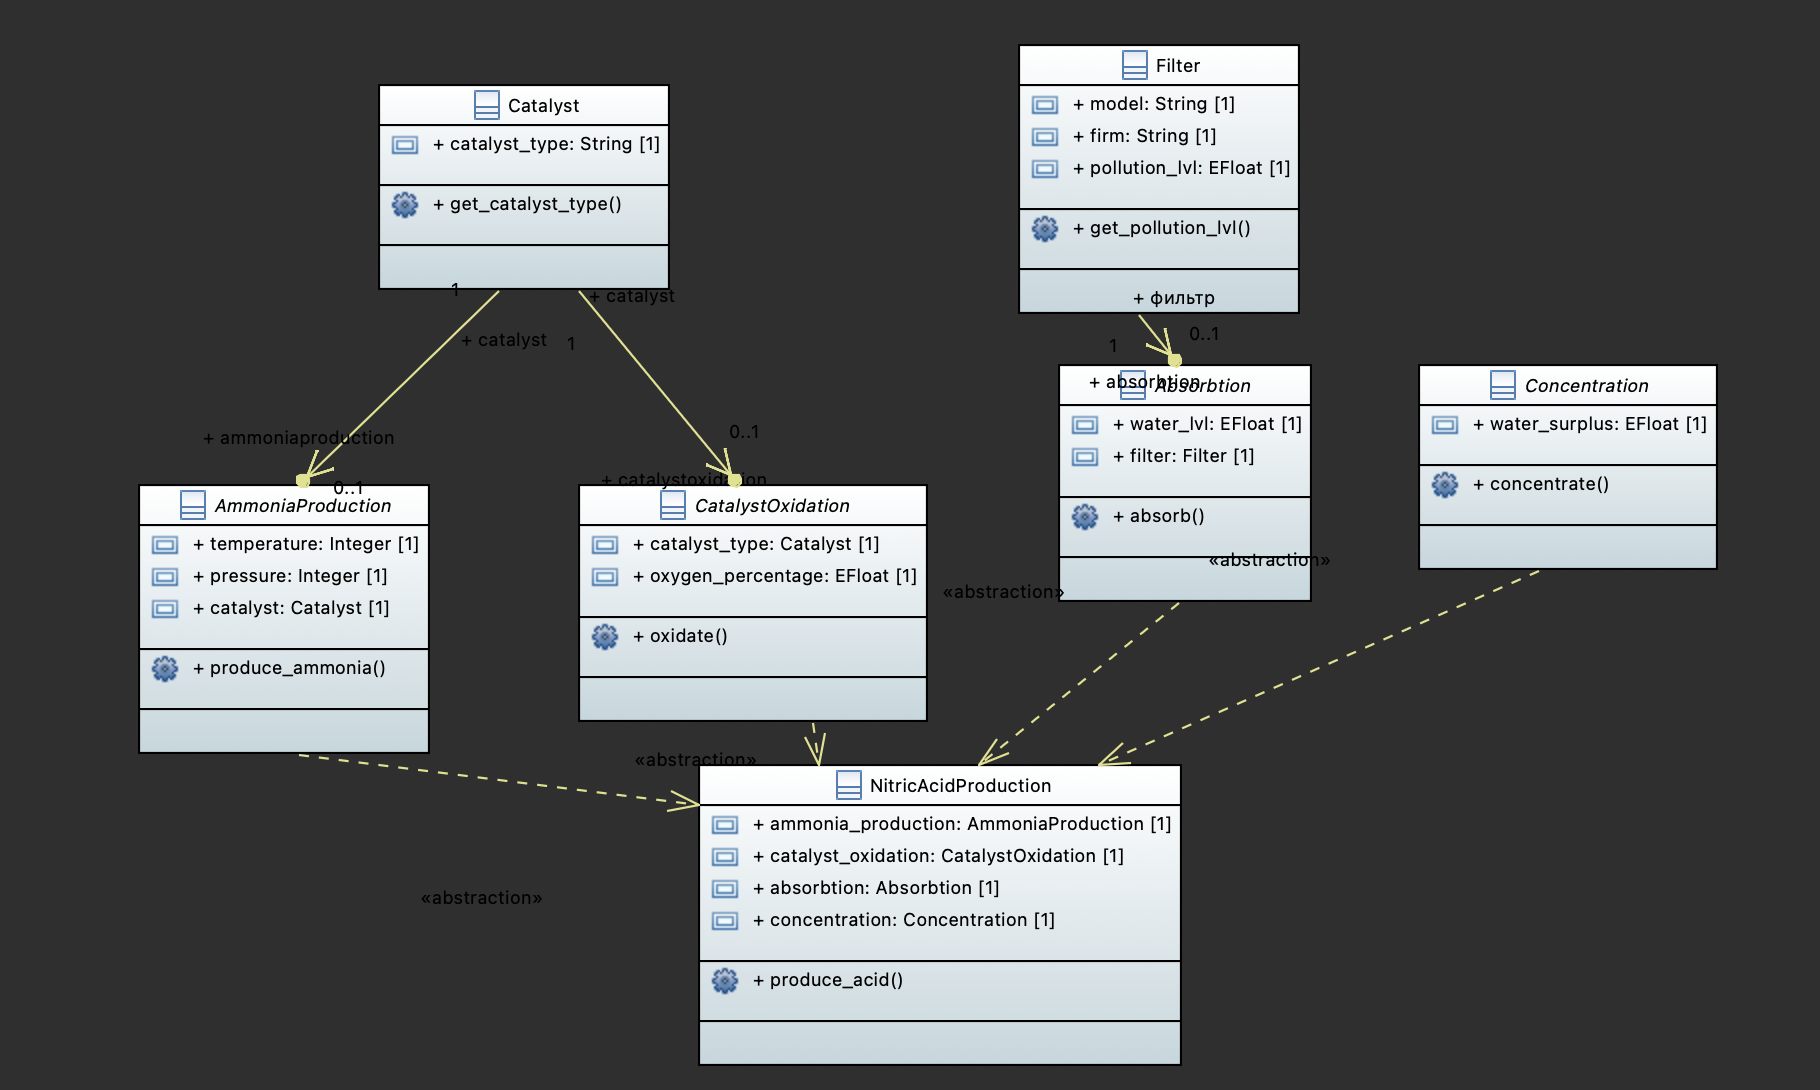 Catalyst
+ catalyst_type: String [1]
+ get_catalyst_type()
Filter
+ model: String [1]
+ firm: String [1]
+ pollution_lvl: EFloat [1]
+ get_pollution_lvl()
1
+ catalyst
+ catalyst
1
+ фильтр
0..1
1
+ absorbtion
+ ammoniaproduction
0..1
0..1
+ catalystoxidation
AmmoniaProduction
+ temperature: Integer [1]
+ pressure: Integer [1]
+ catalyst: Catalyst [1]
+ produce_ammonia()
CatalystOxidation
+ catalyst_type: Catalyst [1]
+ oxygen_percentage: EFloat [1]
+ oxidate()
Absorbtion
+ water_lvl: EFloat [1]
+ filter: Filter [1]
+ absorb()
Concentration
+ water_surplus: EFloat [1]
+ concentrate()
«abstraction»
«abstraction»
«abstraction»
«abstraction»
NitricAcidProduction
+ ammonia_production: AmmoniaProduction [1]
+ catalyst_oxidation: CatalystOxidation [1]
+ absorbtion: Absorbtion [1]
+ concentration: Concentration [1]
+ produce_acid()